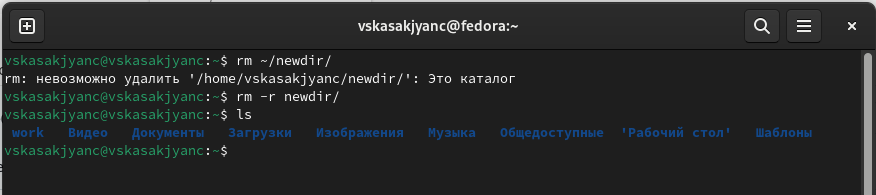 vskasakjyanc@fedora:~
vskasakjyanc@vskasakjyanc:~$ rm ~/newdir/
rm: невозможно удалить '/home/vskasakjyanc/newdir/': Это каталог
vskasakjyanc@vskasakjyanc:~$ rm -r newdir/
vskasakjyanc@vskasakjyanc:~$ ls
work Видео Документы Загрузки Изображения Музыка Общедоступные 'Рабочий стол' Шаблоны
vskasakjyanc@vskasakjyanc:~$